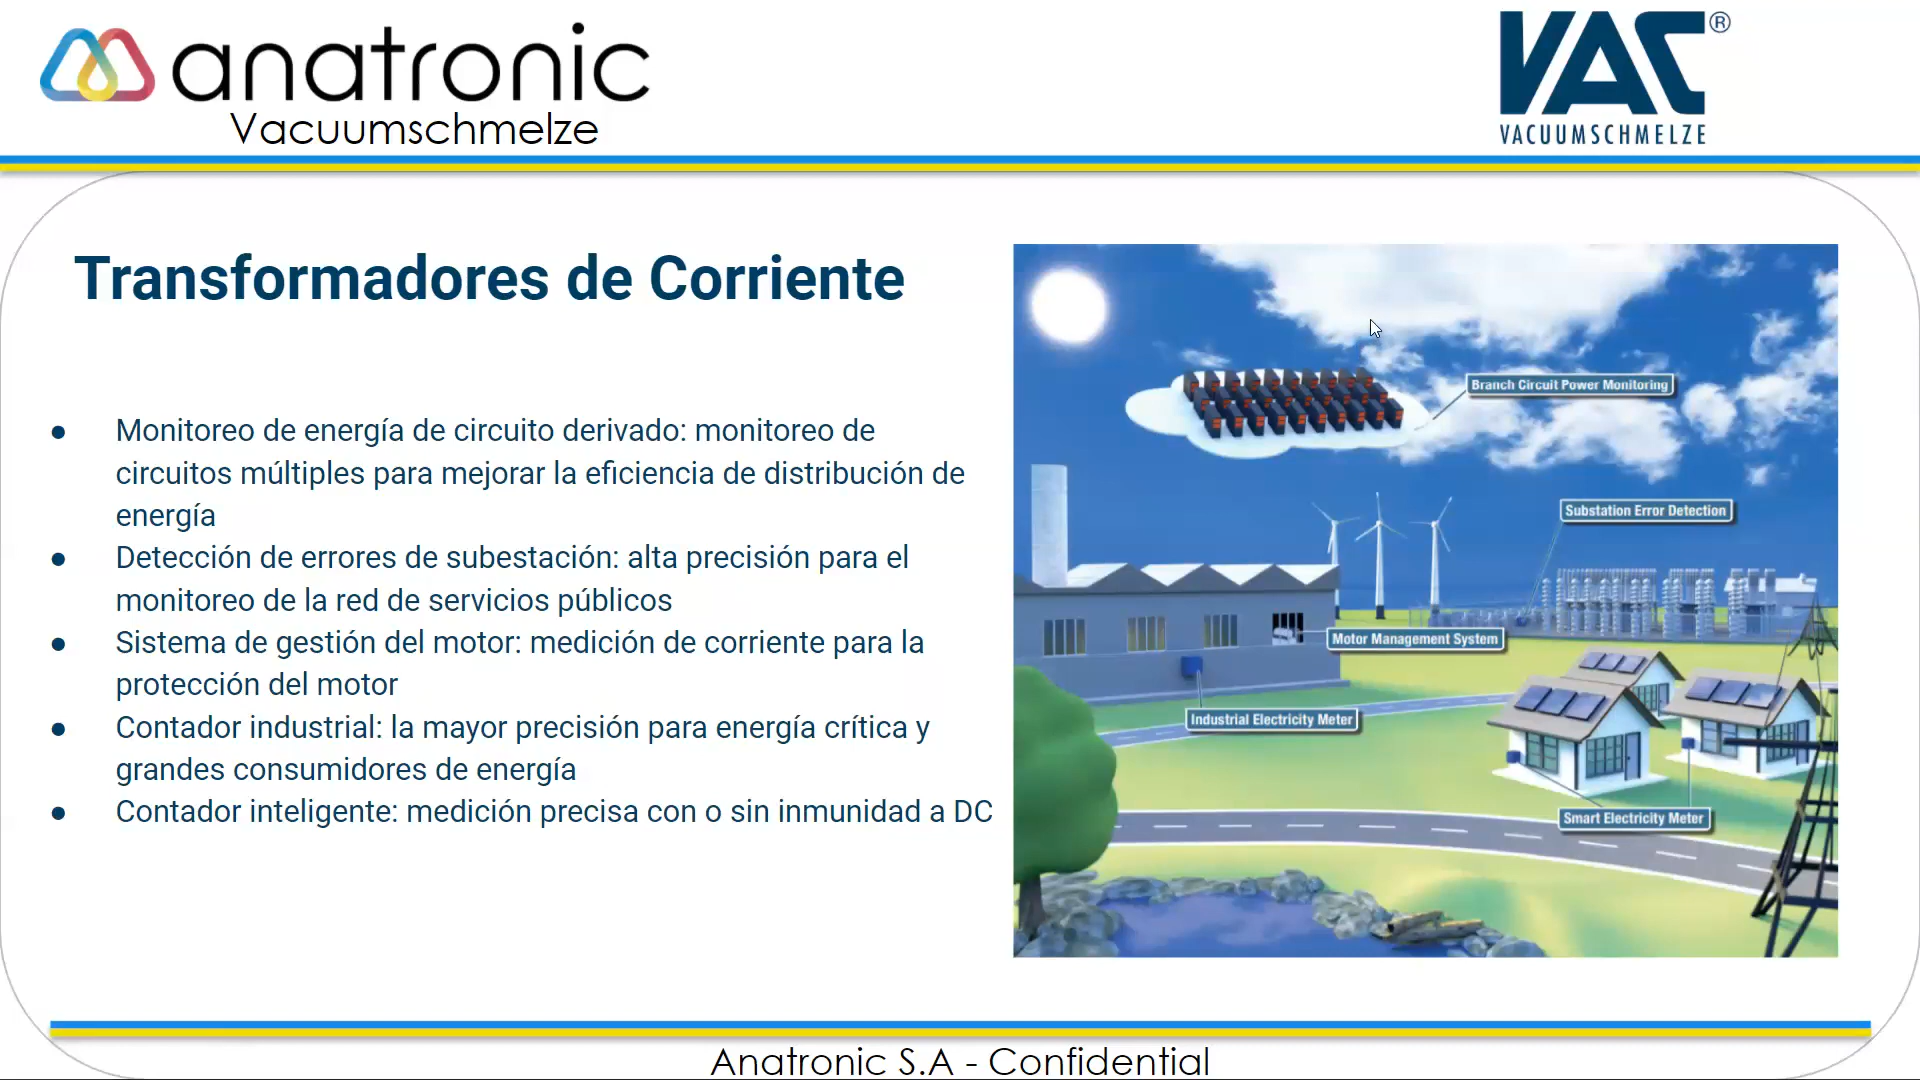 anatronic
Vacuumschmelze
VAC®
VACUUMSCHMELZE
Transformadores de Corriente
● Monitoreo de energía de circuito derivado: monitoreo de
circuitos múltiples para mejorar la eficiencia de distribución de
energía
● Detección de errores de subestación: alta precisión para el
monitoreo de la red de servicios públicos
● Sistema de gestión del motor: medición de corriente para la
protección del motor
● Contador industrial: la mayor precisión para energía crítica y
grandes consumidores de energía
● Contador inteligente: medición precisa con o sin inmunidad a DC
Branch Circuit Power Monitoring
Substation Error Detection
Motor Management System
Industrial Electricity Meter
Smart Electricity Meter
Anatronic S.A - Confidential